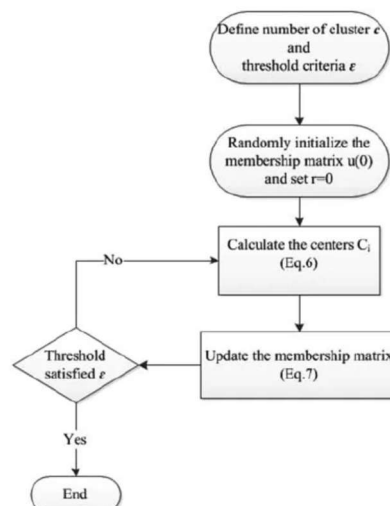 Define number of cluster c
and
threshold criteria ε
Randomly initialize the
membership matrix u(0)
and set r=0
Calculate the centers Ci
(Eq.6)
No
Update the membership matrix
(Eq.7)
Threshold
satisfied ε
Yes
End